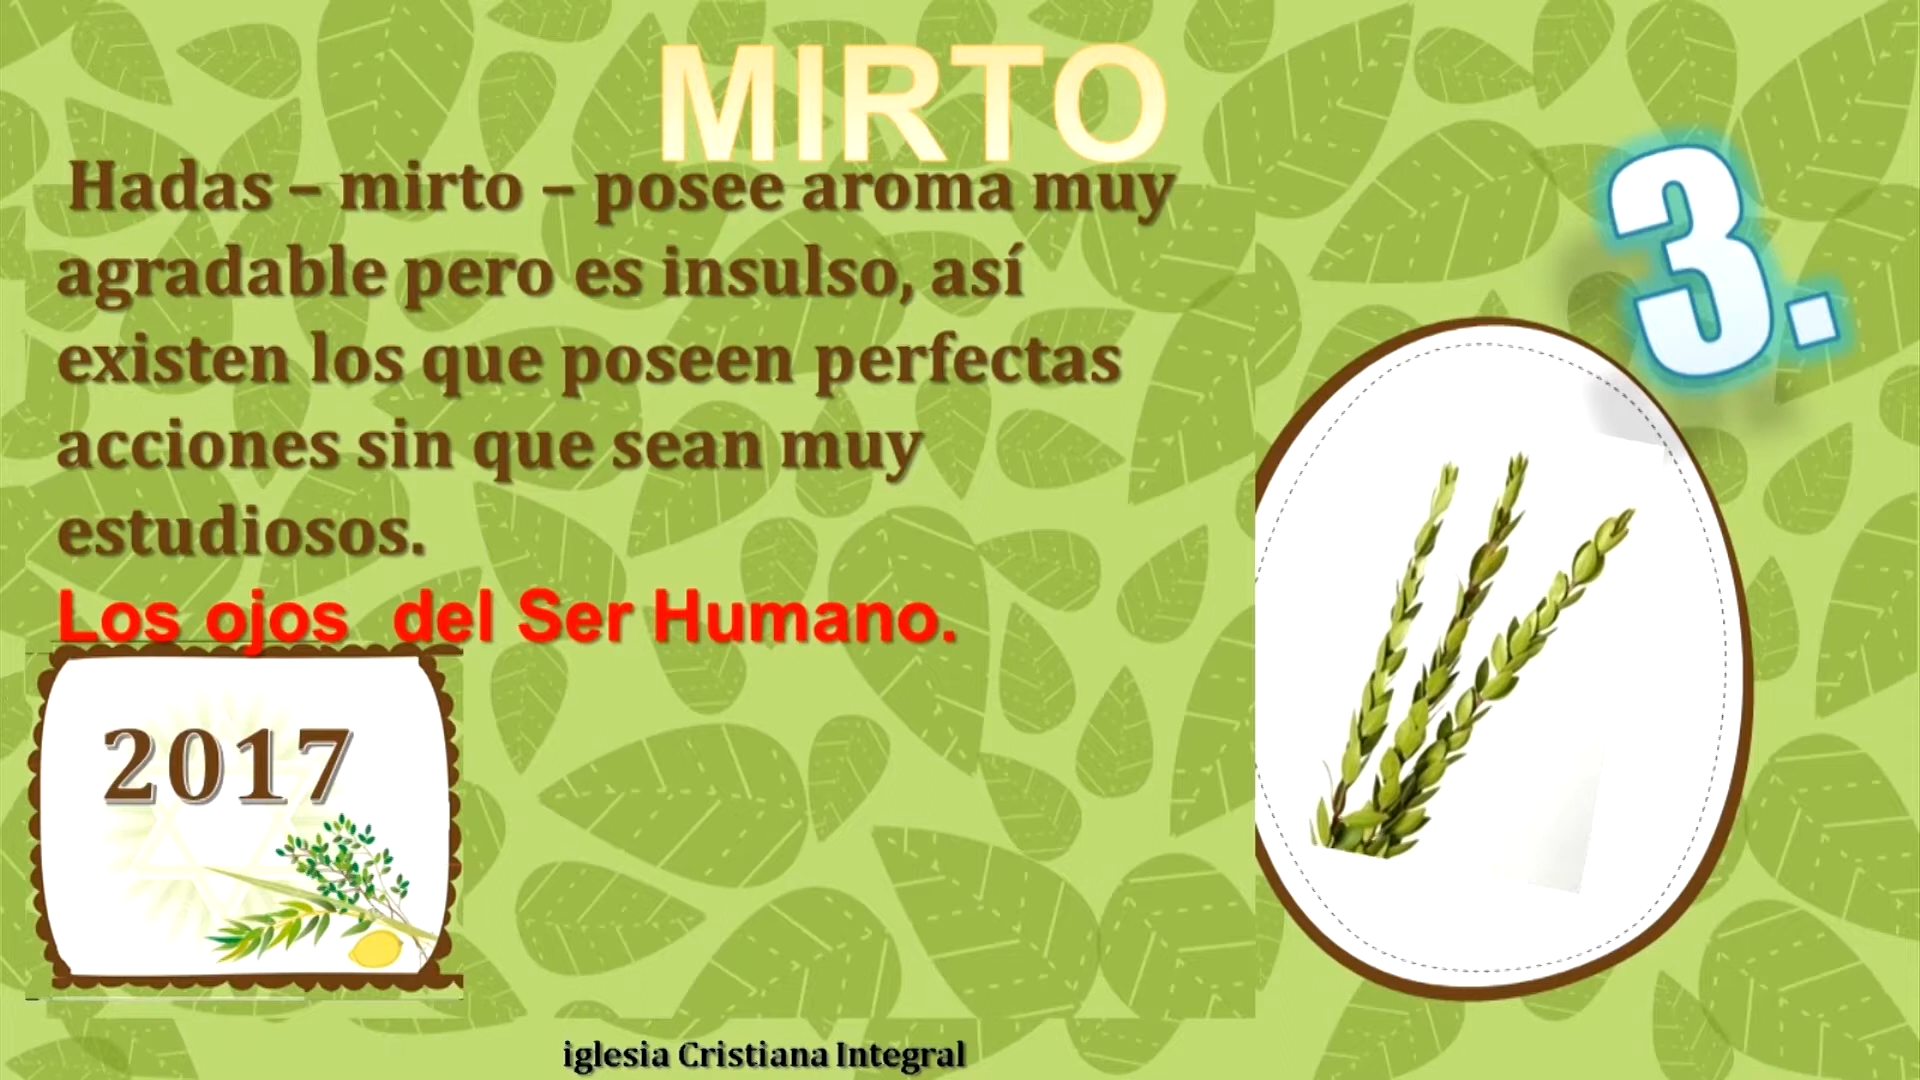 MIRTO
Hadas – mirto – posee aroma muy
agradable pero es insulso, así
existen los que poseen perfectas
acciones sin que sean muy
estudiosos.
Los ojos del Ser Humano.
3.
2017
iglesia Cristiana Integral